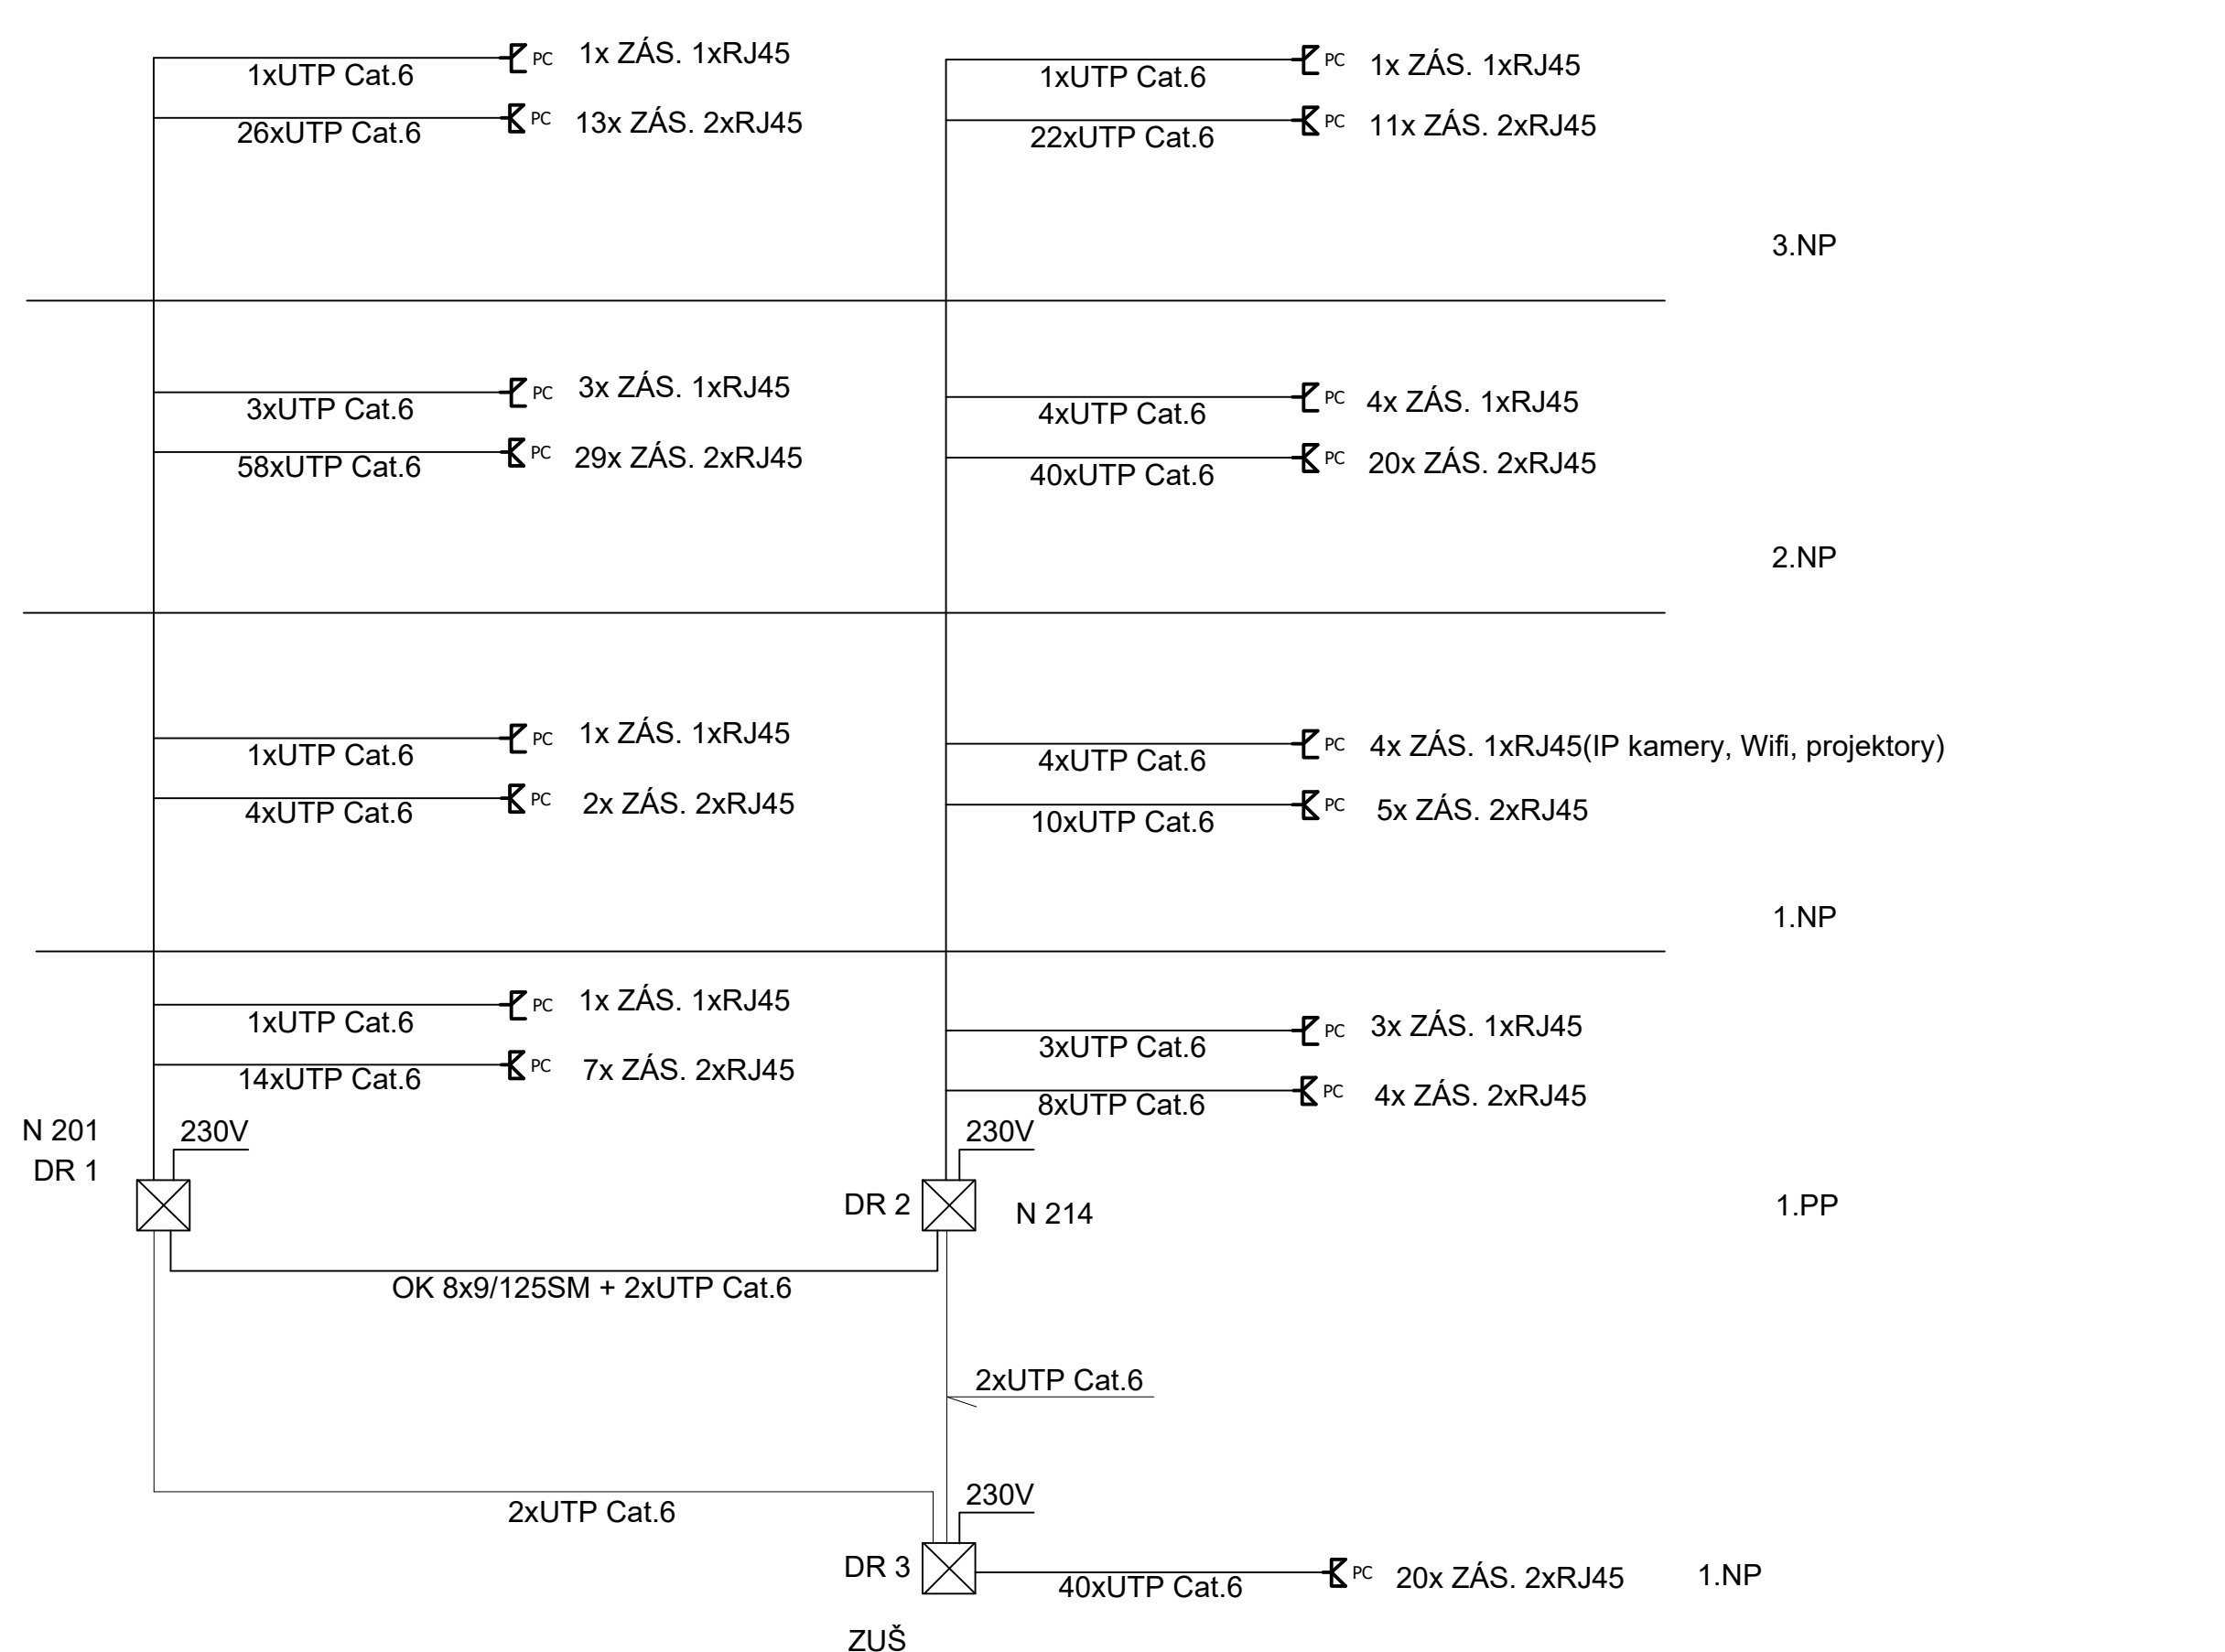 1xUTP Cat.6 PC 1x ZÁS. 1xRJ45
1xUTP Cat.6 PC 1x ZÁS. 1xRJ45
26xUTP Cat.6 PC 13x ZÁS. 2xRJ45
22xUTP Cat.6 PC 11x ZÁS. 2xRJ45
3.NP
3xUTP Cat.6 PC 3x ZÁS. 1xRJ45
4xUTP Cat.6 PC 4x ZÁS. 1xRJ45
58xUTP Cat.6 PC 29x ZÁS. 2xRJ45
40xUTP Cat.6 PC 20x ZÁS. 2xRJ45
2.NP
1xUTP Cat.6 PC 1x ZÁS. 1xRJ45
4xUTP Cat.6 PC 4x ZÁS. 1xRJ45(IP kamery, Wifi, projektory)
4xUTP Cat.6 PC 2x ZÁS. 2xRJ45
10xUTP Cat.6 PC 5x ZÁS. 2xRJ45
1.NP
1xUTP Cat.6 PC 1x ZÁS. 1xRJ45
3xUTP Cat.6 PC 3x ZÁS. 1xRJ45
14xUTP Cat.6 PC 7x ZÁS. 2xRJ45
8xUTP Cat.6 PC 4x ZÁS. 2xRJ45
N 201
230V
230V
DR 1
DR 2
N 214
1.PP
OK 8x9/125SM + 2xUTP Cat.6
2xUTP Cat.6
2xUTP Cat.6
230V
DR 3
40xUTP Cat.6 PC 20x ZÁS. 2xRJ45
1.NP
ZUŠ